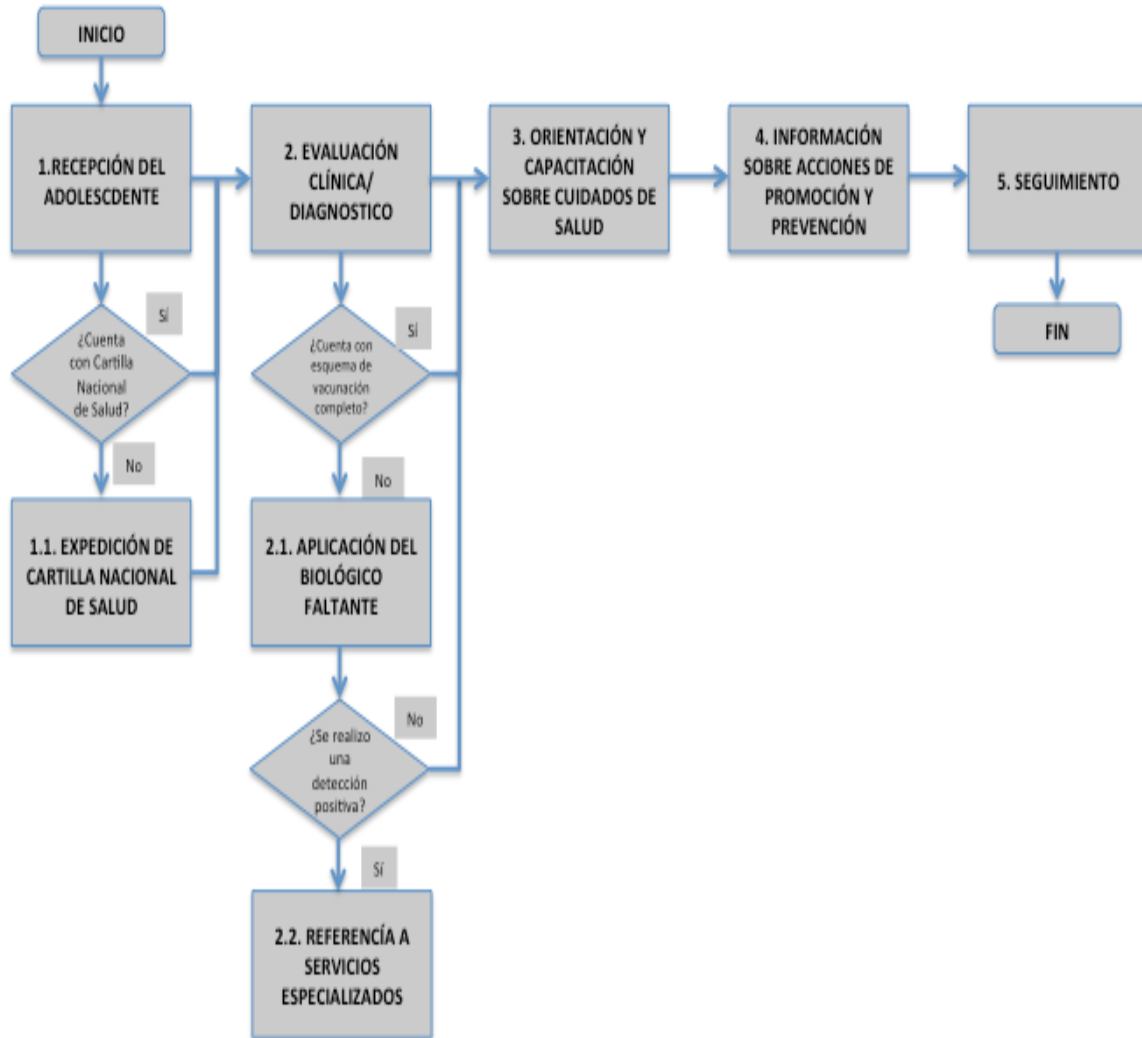 INICIO
1.RECEPCIÓN DEL
ADOLESCDENTE
¿Cuenta
con Cartilla
Nacional
de Salud?
Sí
No
1.1. EXPEDICIÓN DE
CARTILLA NACIONAL
DE SALUD
2. EVALUACIÓN
CLÍNICA/
DIAGNOSTICO
¿Cuenta con
esquema de
vacunación
completo?
Sí
No
2.1. APLICACIÓN DEL
BIOLÓGICO
FALTANTE
¿Se realizo
una
detección
positiva?
No
Sí
2.2. REFERENCÍA A
SERVICIOS
ESPECIALIZADOS
3. ORIENTACIÓN Y
CAPACITACIÓN
SOBRE CUIDADOS DE
SALUD
4. INFORMACIÓN
SOBRE ACCIONES DE
PROMOCIÓN Y
PREVENCIÓN
5. SEGUIMIENTO
FIN